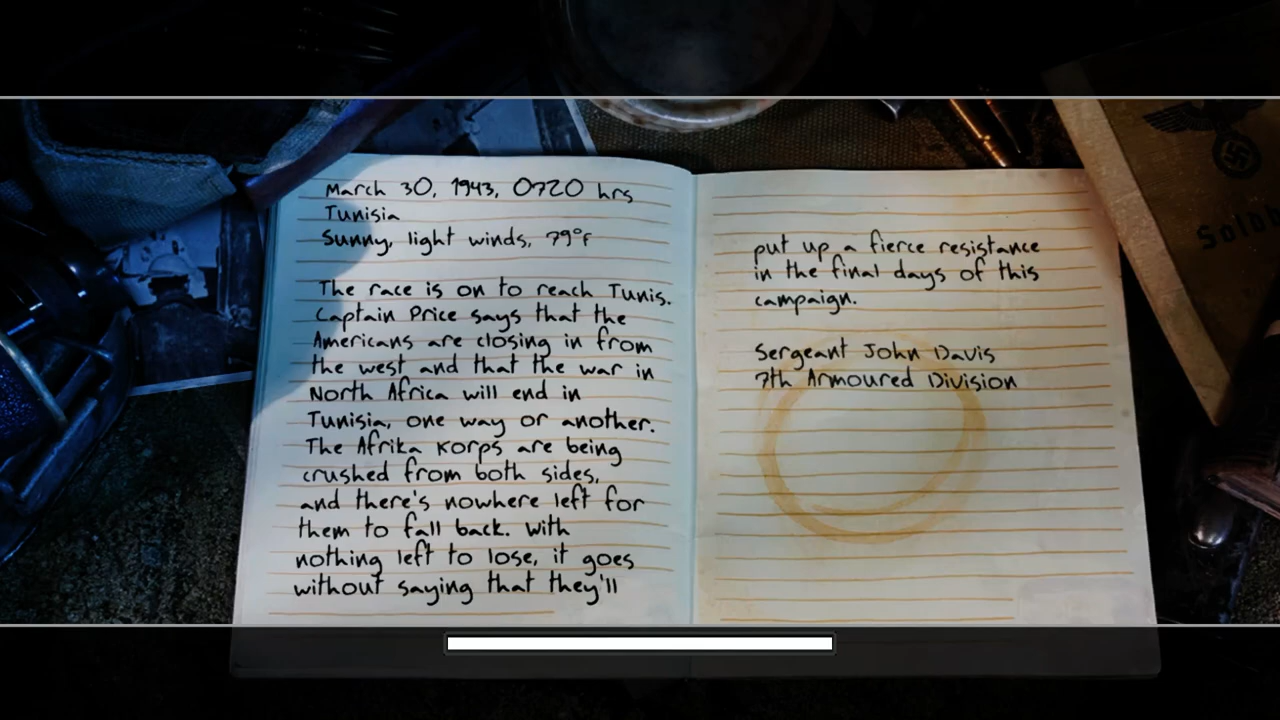 March 30, 1943, 0720 hrs
Tunisia
Sunny, light winds, 79°F
The race is on to reach Tunis.
Captain Price says that the
Americans are closing in from
the west and that the war in
North Africa will end in
Tunisia, one way or another.
The Afrika Korps are being
crushed from both sides,
and there's nowhere left for
them to fall back. With
nothing left to lose, it goes
without saying that they'll
put up a fierce resistance
in the final days of this
campaign.
Sergeant John Davis
7th Armoured Division